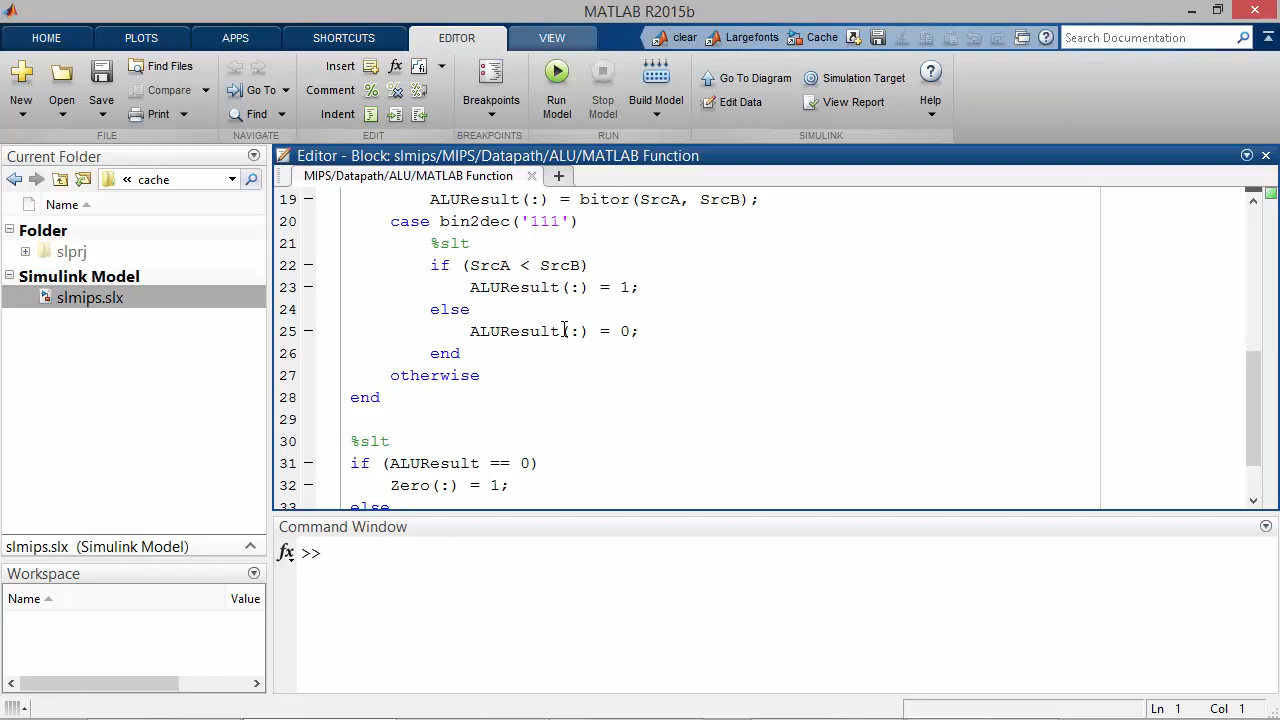 MATLAB R2015b
HOME PLOTS APPS SHORTCUTS EDITOR VIEW clear Largefonts Cache Search Documentation
New Open Save Find Files Compare Print Go To Find Insert fx Comment Indent Breakpoints Run Model Stop Model Build Model Go To Diagram Edit Data Simulation Target View Report Help
FILE NAVIGATE EDIT BREAKPOINTS RUN SIMULINK
Current Folder
« cache
Name
Folder
slprj
Simulink Model
slmips.slx
slmips.slx (Simulink Model)
Workspace
Name Value
Editor - Block: slmips/MIPS/Datapath/ALU/MATLAB Function
MIPS/Datapath/ALU/MATLAB Function
19 ALUResult(:) = bitor(SrcA, SrcB);
20 case bin2dec('111')
21 %slt
22 if (SrcA < SrcB)
23 ALUResult(:) = 1;
24 else
25 ALUResult(:) = 0;
26 end
27 otherwise
28 end
29
30 %slt
31 if (ALUResult == 0)
32 Zero(:) = 1;
33 else
Command Window
fx >>
Ln 1 Col 1